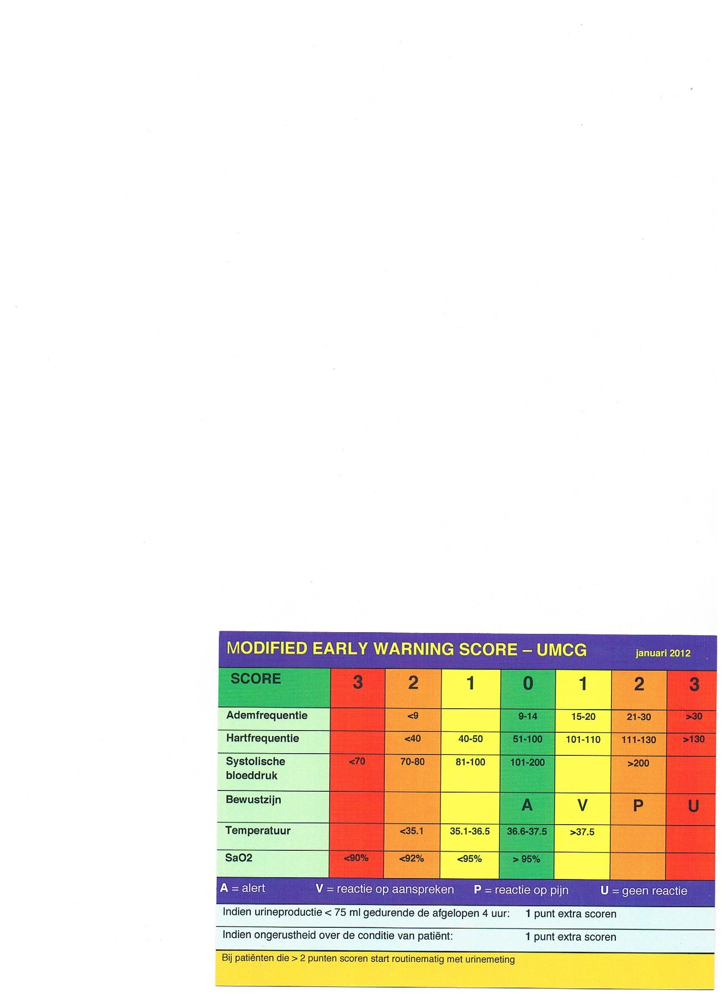 MODIFIED EARLY WARNING SCORE – UMCG januari 2012
SCORE 3 2 1 0 1 2 3
Ademfrequentie <9 9-14 15-20 21-30 >30
Hartfrequentie <40 40-50 51-100 101-110 111-130 >130
Systolische <70 70-80 81-100 101-200 >200
bloeddruk
Bewustzijn A V P U
Temperatuur <35.1 35.1-36.5 36.6-37.5 >37.5
SaO2 <90% <92% <95% > 95%
A = alert V = reactie op aanspreken P = reactie op pijn U = geen reactie
Indien urineproductie < 75 ml gedurende de afgelopen 4 uur: 1 punt extra scoren
Indien ongerustheid over de conditie van patiënt: 1 punt extra scoren
Bij patiënten die > 2 punten scoren start routinematig met urinemeting